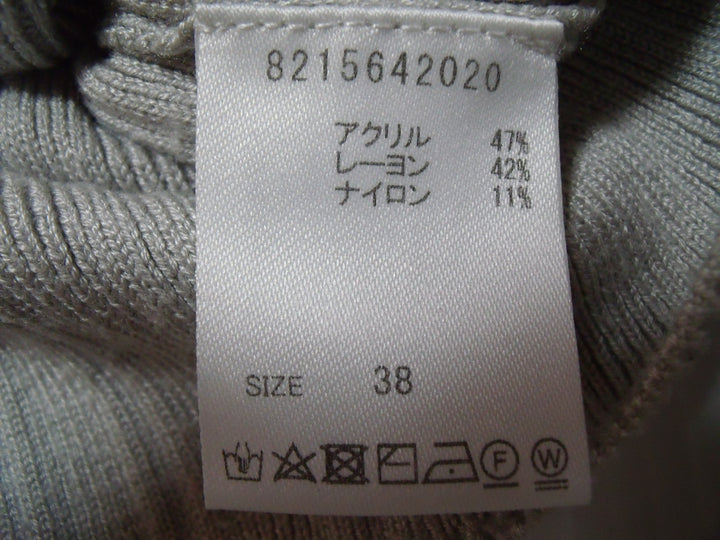 8215642020
アクリル 47%
レーヨン 42%
ナイロン 11%
SIZE 38
F W